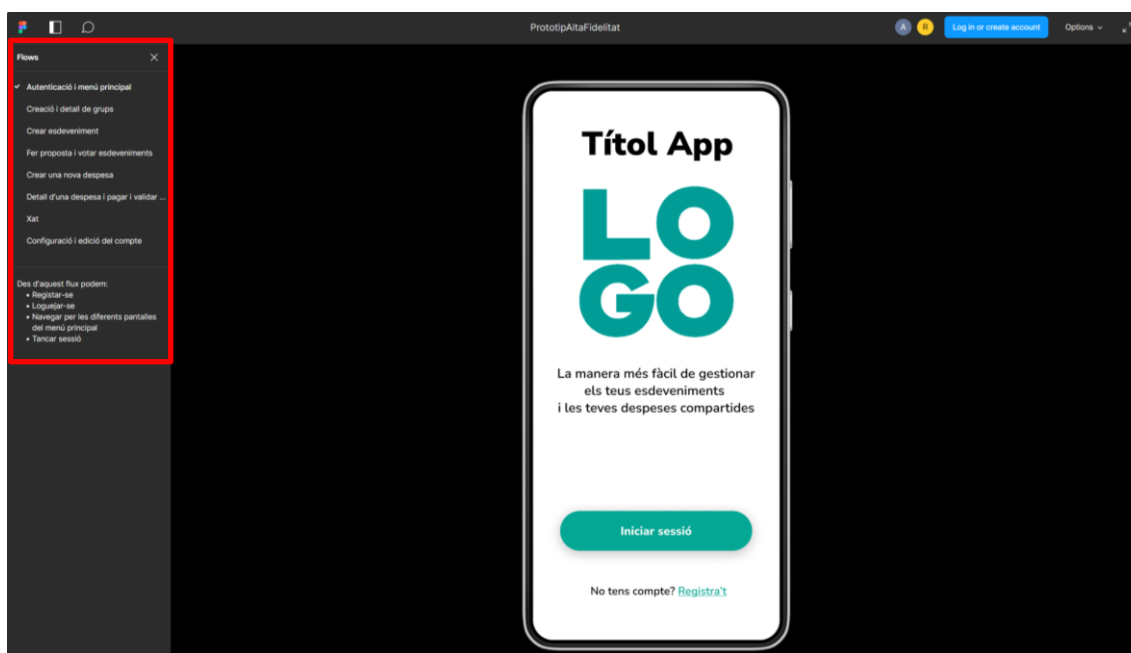 PrototipAltaFidelitat
A
R
Log in or create account
Options
Flows
Autenticació i menú principal
Creació i detall de grups
Crear esdeveniment
Fer proposta i votar esdeveniments
Crear una nova despesa
Detall d'una despesa i pagar i validar ...
Xat
Configuració i edició del compte
Des d'aquest flux podem:
• Registar-se
• Loguejar-se
• Navegar per les diferents pantalles
del menú principal
• Tancar sessió
Títol App
LO
GO
La manera més fàcil de gestionar
els teus esdeveniments
i les teves despeses compartides
Iniciar sessió
No tens compte? Registra't